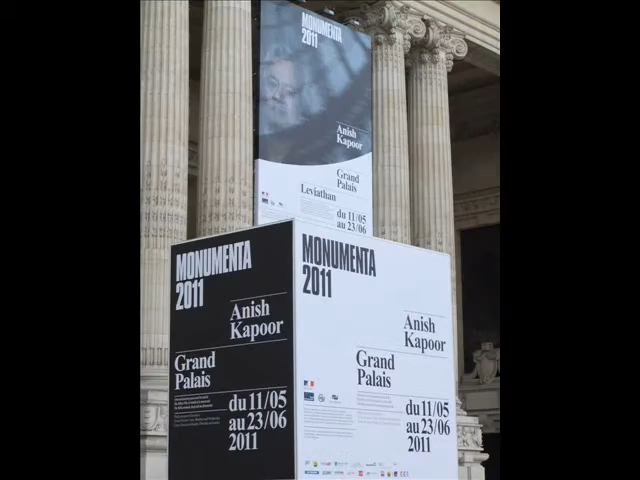 MONUMENTA
2011
Anish
Kapoor
Grand
Palais
Leviathan
du 11/05
au 23/06
MONUMENTA
2011
Anish
Kapoor
Grand
Palais
du 11/05
au 23/06
2011
MONUMENTA
2011
Anish
Kapoor
Grand
Palais
du 11/05
au 23/06
2011